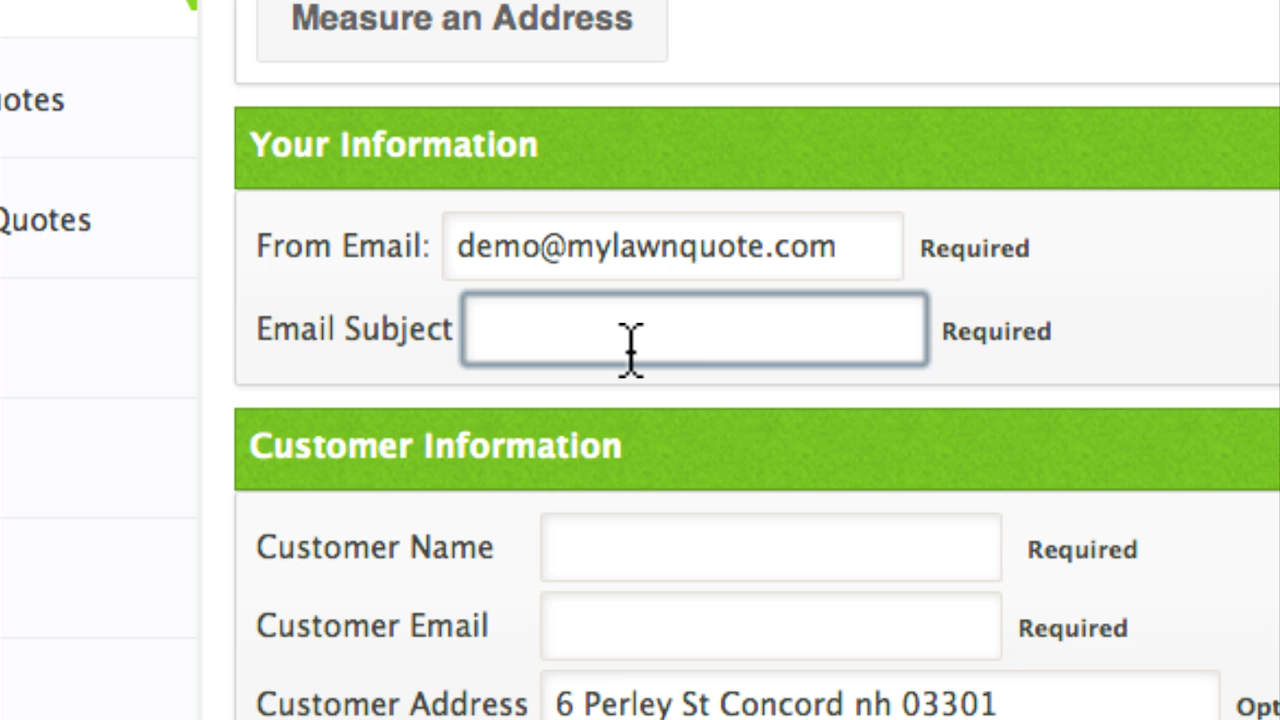 Measure an Address
Quotes
Your Information
From Email: demo@mylawnquote.com Required
Email Subject Required
Customer Information
Customer Name Required
Customer Email Required
Customer Address 6 Perley St Concord nh 03301